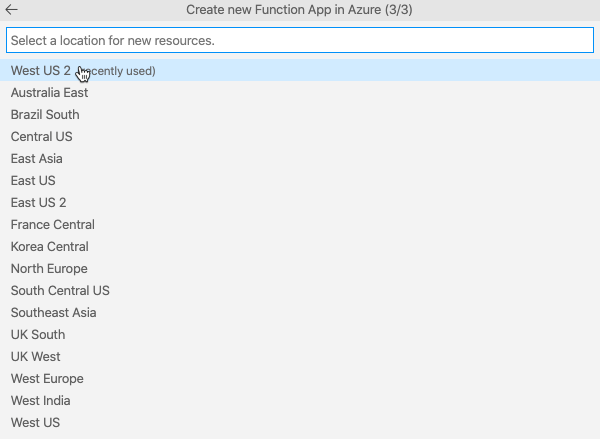 Create new Function App in Azure (3/3)
Select a location for new resources.
West US 2 (recently used)
Australia East
Brazil South
Central US
East Asia
East US
East US 2
France Central
Korea Central
North Europe
South Central US
Southeast Asia
UK South
UK West
West Europe
West India
West US